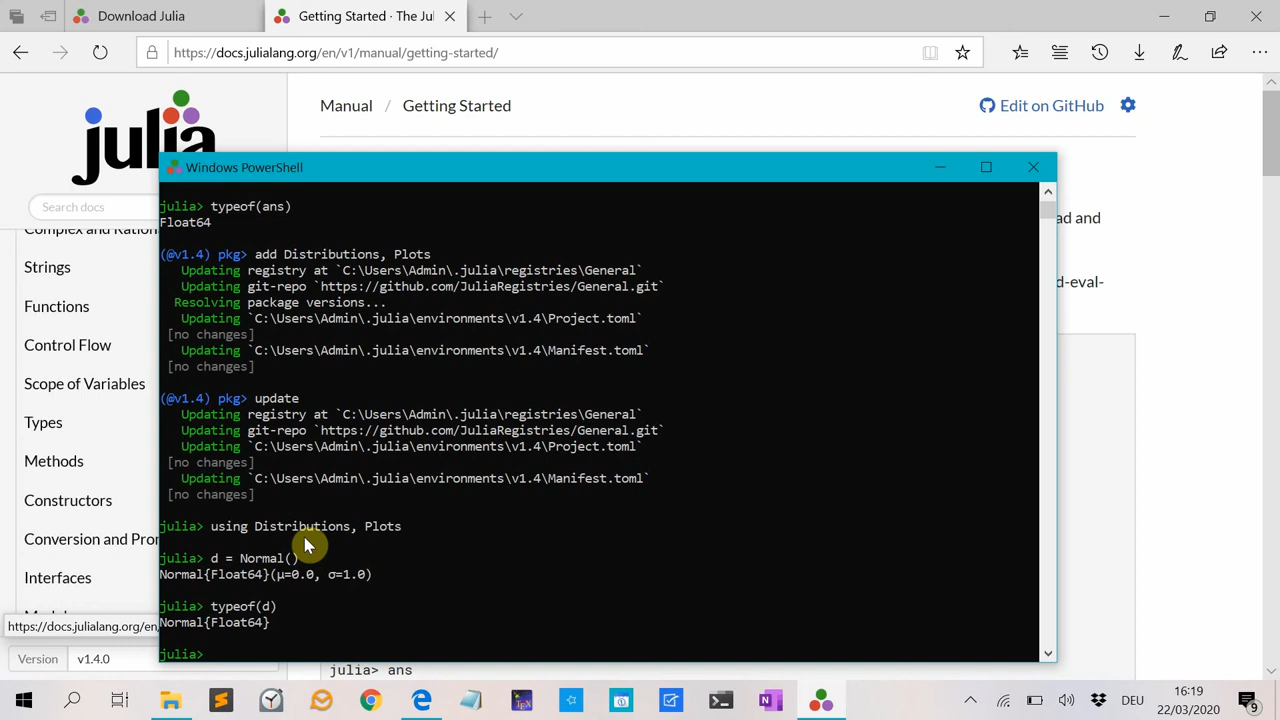 Download Julia
Getting Started · The Jul
https://docs.julialang.org/en/v1/manual/getting-started/
julia
Manual / Getting Started
Edit on GitHub
Search docs
Strings
Functions
Control Flow
Scope of Variables
Types
Methods
Constructors
Interfaces
https://docs.julialang.org/en/
Version v1.4.0
ad and
d-eval-
Windows PowerShell
julia> typeof(ans)
Float64
(@v1.4) pkg> add Distributions, Plots
Updating registry at `C:\Users\Admin\.julia\registries\General`
Updating git-repo `https://github.com/JuliaRegistries/General.git`
Resolving package versions...
Updating `C:\Users\Admin\.julia\environments\v1.4\Project.toml`
[no changes]
Updating `C:\Users\Admin\.julia\environments\v1.4\Manifest.toml`
[no changes]
(@v1.4) pkg> update
Updating registry at `C:\Users\Admin\.julia\registries\General`
Updating git-repo `https://github.com/JuliaRegistries/General.git`
Updating `C:\Users\Admin\.julia\environments\v1.4\Project.toml`
[no changes]
Updating `C:\Users\Admin\.julia\environments\v1.4\Manifest.toml`
[no changes]
julia> using Distributions, Plots
julia> d = Normal()
Normal{Float64}(μ=0.0, σ=1.0)
julia> typeof(d)
Normal{Float64}
julia>
julia> ans
DEU
16:19
22/03/2020
9